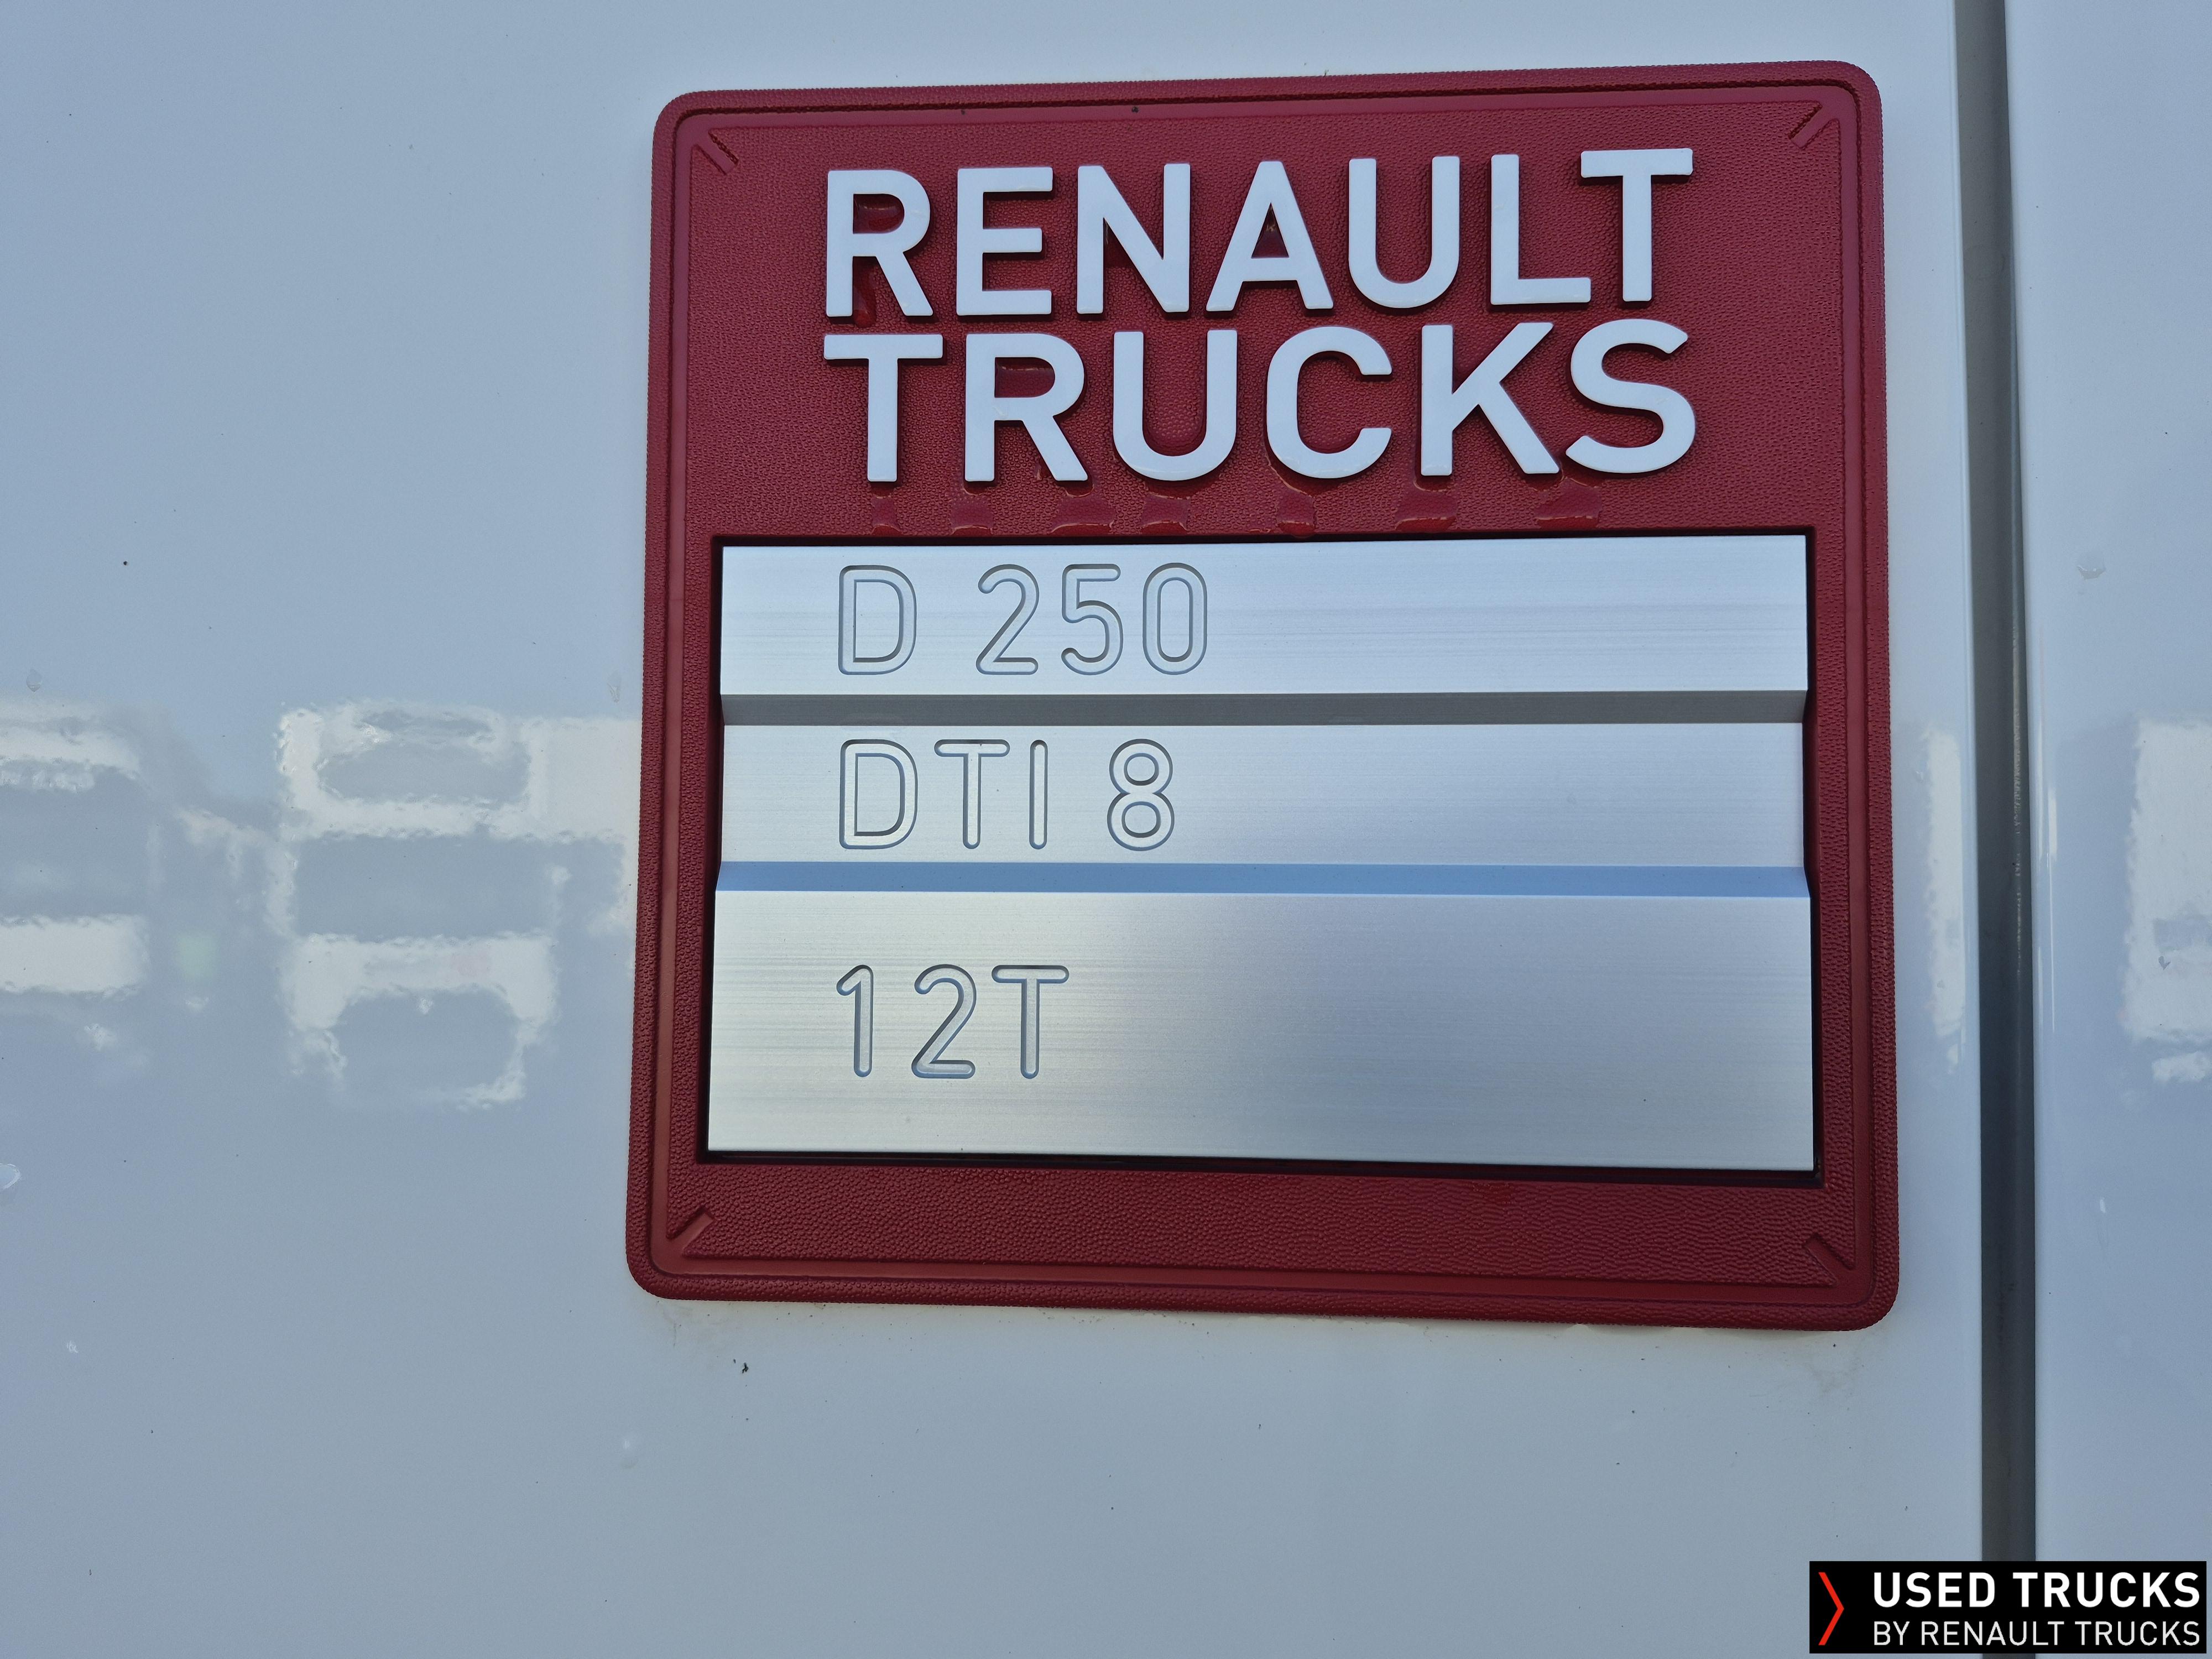 RENAULT
TRUCKS
D 250
DTI 8
12T
USED TRUCKS
BY RENAULT TRUCKS